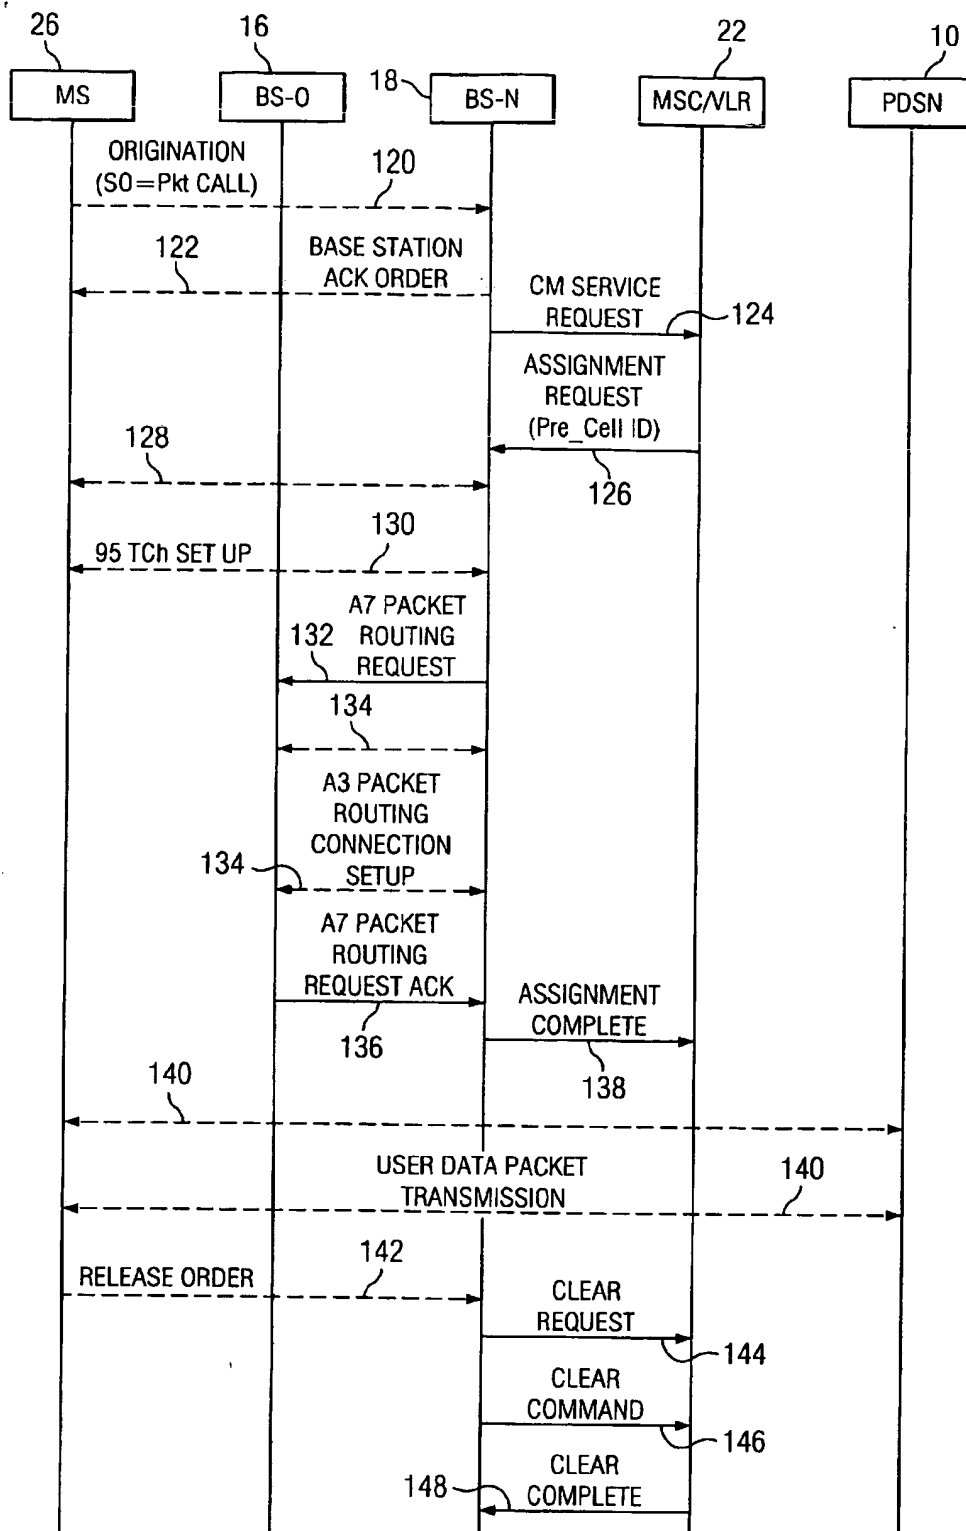 26
16
22
10
MS
BS-O
18
BS-N
MSC/VLR
PDSN
ORIGINATION
(SO=Pkt CALL)
120
122
BASE STATION
ACK ORDER
CM SERVICE
REQUEST
124
ASSIGNMENT
REQUEST
(Pre_Cell ID)
126
128
130
95 TCh SET UP
A7 PACKET
ROUTING
REQUEST
132
134
A3 PACKET
ROUTING
CONNECTION
SETUP
134
A7 PACKET
ROUTING
REQUEST ACK
136
ASSIGNMENT
COMPLETE
138
140
USER DATA PACKET
TRANSMISSION
140
RELEASE ORDER
142
CLEAR
REQUEST
144
CLEAR
COMMAND
146
CLEAR
COMPLETE
148